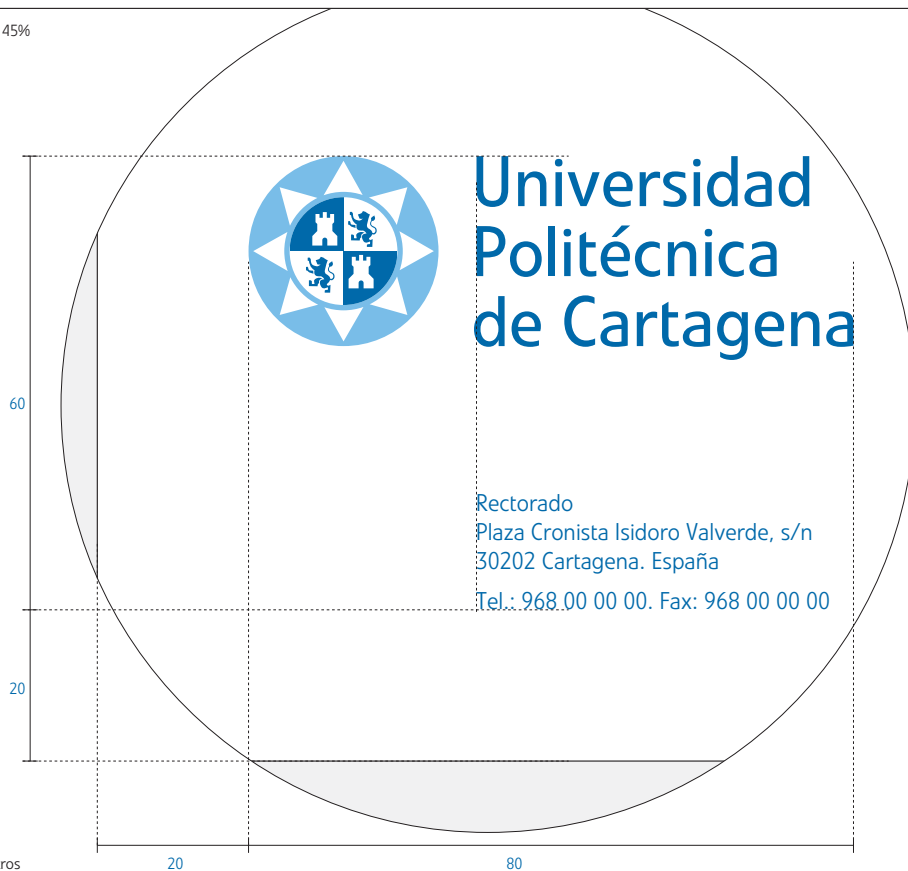 45%
Universidad
Politécnica
de Cartagena
60
Rectorado
Plaza Cronista Isidoro Valverde, s/n
30202 Cartagena. España
Tel.: 968 00 00 00. Fax: 968 00 00 00
20
20
80